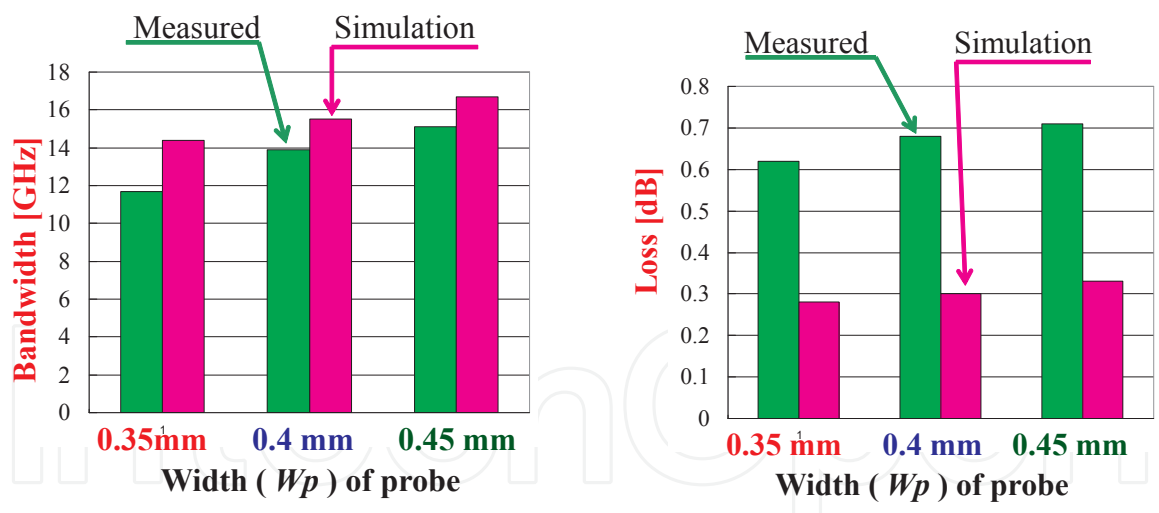 Measured Simulation
18
16
14
12
10
8
6
4
2
0
Bandwidth [GHz]
0.35mm 0.4 mm 0.45 mm
1
Width ( Wp ) of probe
Measured Simulation
0.8
0.7
0.6
0.5
0.4
0.3
0.2
0.1
0
Loss [dB]
0.35 mm 0.4 mm 0.45 mm
1
Width ( Wp ) of probe